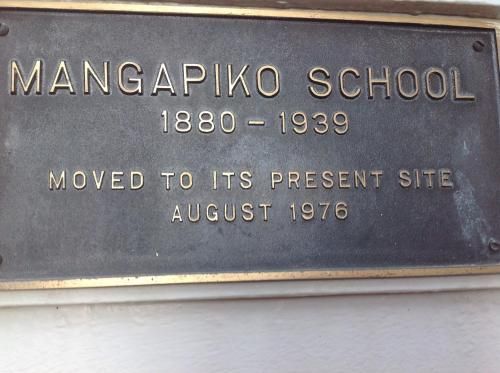 MANGAPIKO SCHOOL
1880 – 1939
MOVED TO ITS PRESENT SITE
AUGUST 1976